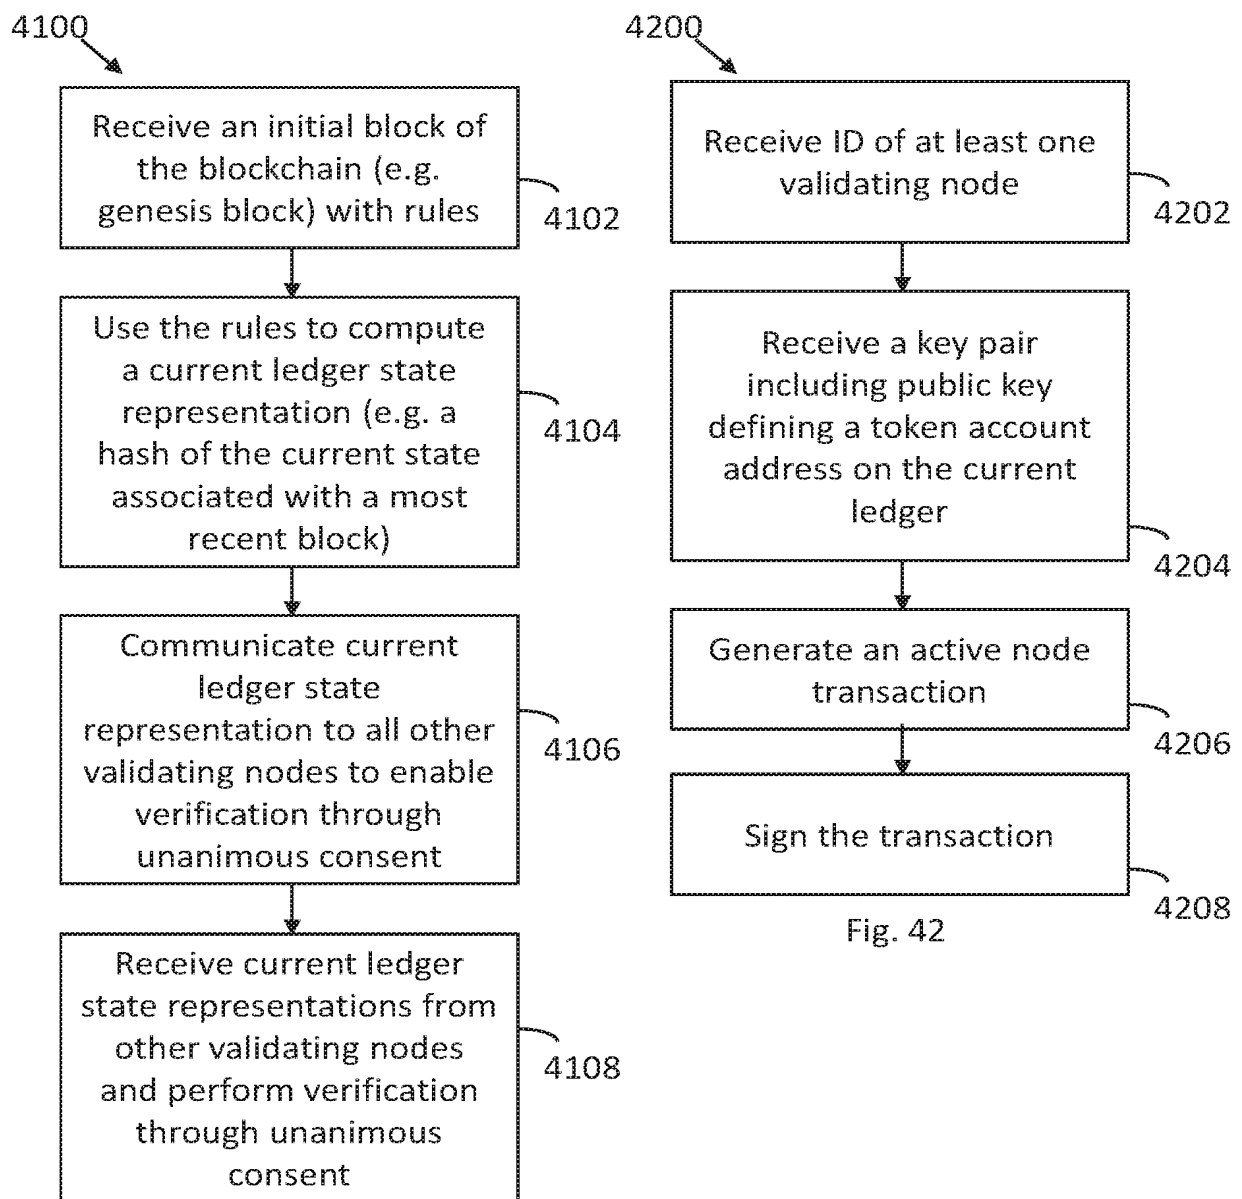 4100
Receive an initial block of
the blockchain (e.g.
genesis block) with rules
4102
Use the rules to compute
a current ledger state
representation (e.g. a
hash of the current state
associated with a most
recent block)
4104
Communicate current
ledger state
representation to all other
validating nodes to enable
verification through
unanimous consent
4106
Receive current ledger
state representations from
other validating nodes
and perform verification
through unanimous
consent
4108
4200
Receive ID of at least one
validating node
4202
Receive a key pair
including public key
defining a token account
address on the current
ledger
4204
Generate an active node
transaction
4206
Sign the transaction
4208
Fig. 42